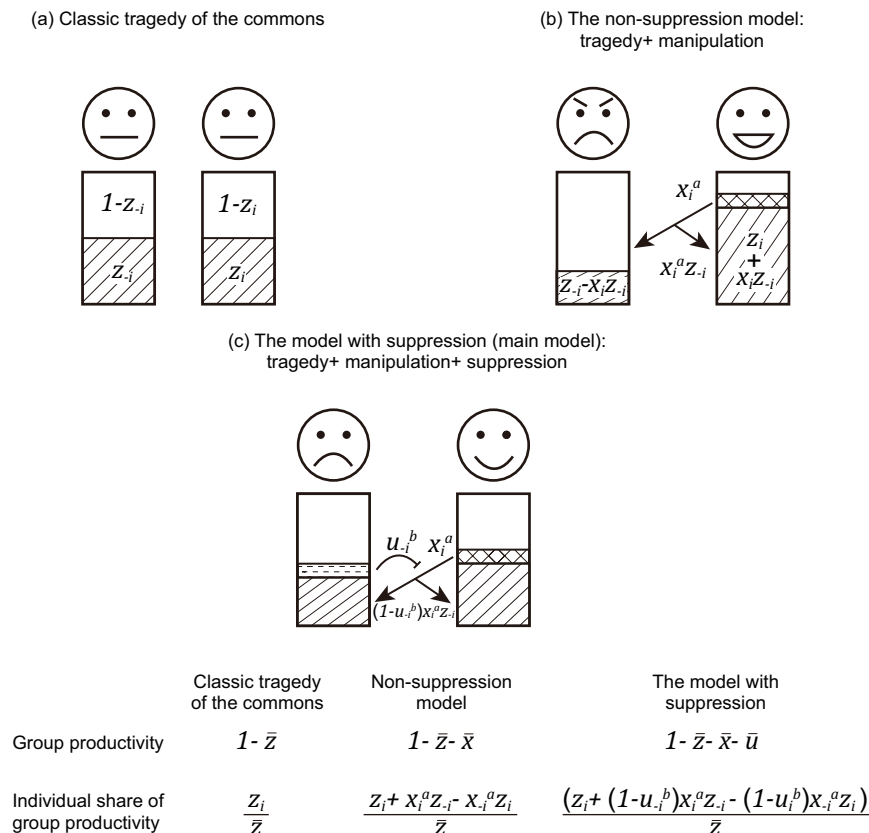 (a) Classic tragedy of the commons
(b) The non-suppression model:
tragedy+ manipulation
1-z₋ᵢ
1-zᵢ
z₋ᵢ
zᵢ
xᵢᵃ
xᵢᵃz₋ᵢ
z₋ᵢ-xᵢz₋ᵢ
zᵢ
+
xᵢz₋ᵢ
(c) The model with suppression (main model):
tragedy+ manipulation+ suppression
u₋ᵢᵇ
xᵢᵃ
(1-u₋ᵢᵇ)xᵢᵃz₋ᵢ
Classic tragedy
of the commons
Non-suppression
model
The model with
suppression
Group productivity
1- z̄
1- z̄- x̄
1- z̄- x̄- ū
Individual share of
group productivity
zᵢ
z̄
zᵢ+ xᵢᵃz₋ᵢ- x₋ᵢᵃzᵢ
z̄
(zᵢ+ (1-u₋ᵢᵇ)xᵢᵃz₋ᵢ - (1-uᵢᵇ)x₋ᵢᵃzᵢ)
z̄